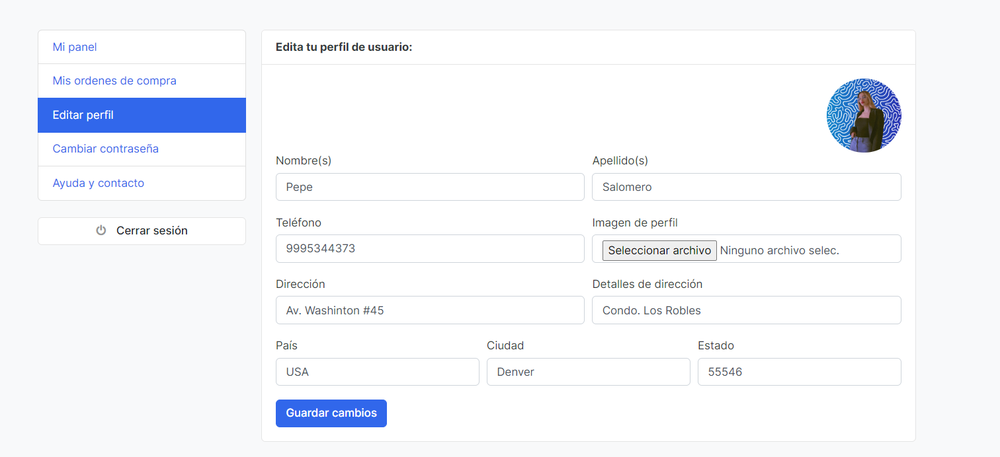 Mi panel
Mis ordenes de compra
Editar perfil
Cambiar contraseña
Ayuda y contacto
Cerrar sesión
Edita tu perfil de usuario:
Nombre(s)
Pepe
Apellido(s)
Salomero
Teléfono
9995344373
Imagen de perfil
Seleccionar archivo Ninguno archivo selec.
Dirección
Av. Washinton #45
Detalles de dirección
Condo. Los Robles
País
USA
Ciudad
Denver
Estado
55546
Guardar cambios